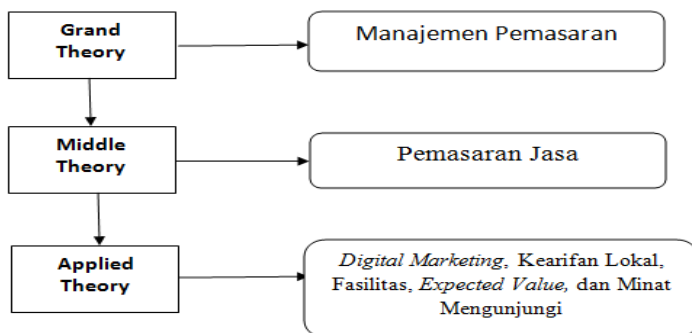 Grand
Theory
Manajemen Pemasaran
Middle
Theory
Pemasaran Jasa
Applied
Theory
Digital Marketing, Kearifan Lokal,
Fasilitas, Expected Value, dan Minat
Mengunjungi